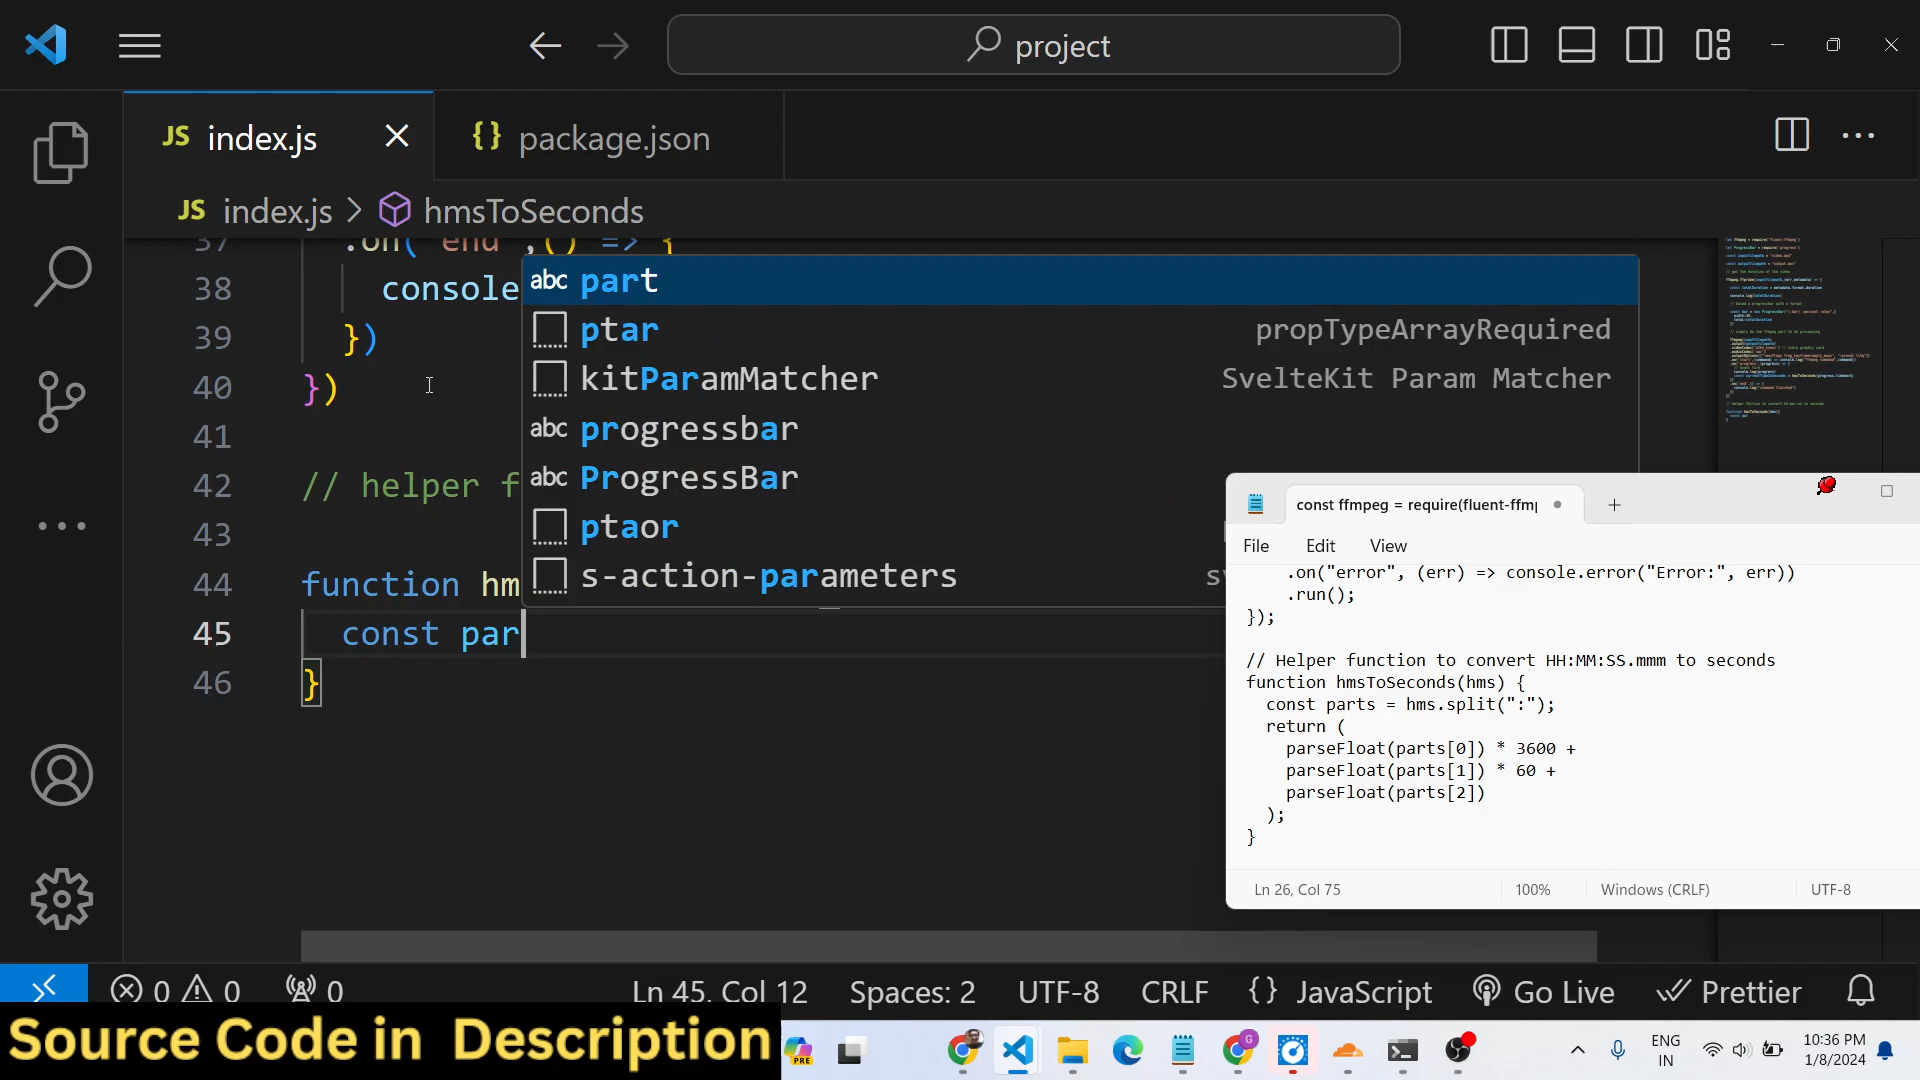 project
JS index.js
{} package.json
JS index.js > hmsToSeconds
37 .on("end",() => {
38 console
39 })
40 })
41
42 // helper f
43
44 function hm
45 const par
46 }
abc part
ptar propTypeArrayRequired
kitParamMatcher SvelteKit Param Matcher
abc progressbar
abc ProgressBar
ptaor
s-action-parameters sv
const ffmpeg = require(fluent-ffmp
File Edit View
.on("error", (err) => console.error("Error:", err))
.run();
});
// Helper function to convert HH:MM:SS.mmm to seconds
function hmsToSeconds(hms) {
const parts = hms.split(":");
return (
parseFloat(parts[0]) * 3600 +
parseFloat(parts[1]) * 60 +
parseFloat(parts[2])
);
}
Ln 26, Col 75 100% Windows (CRLF) UTF-8
0 0 0 Ln 45, Col 12 Spaces: 2 UTF-8 CRLF {} JavaScript Go Live Prettier
Source Code in Description
PRE
G
ENG
IN
10:36 PM
1/8/2024